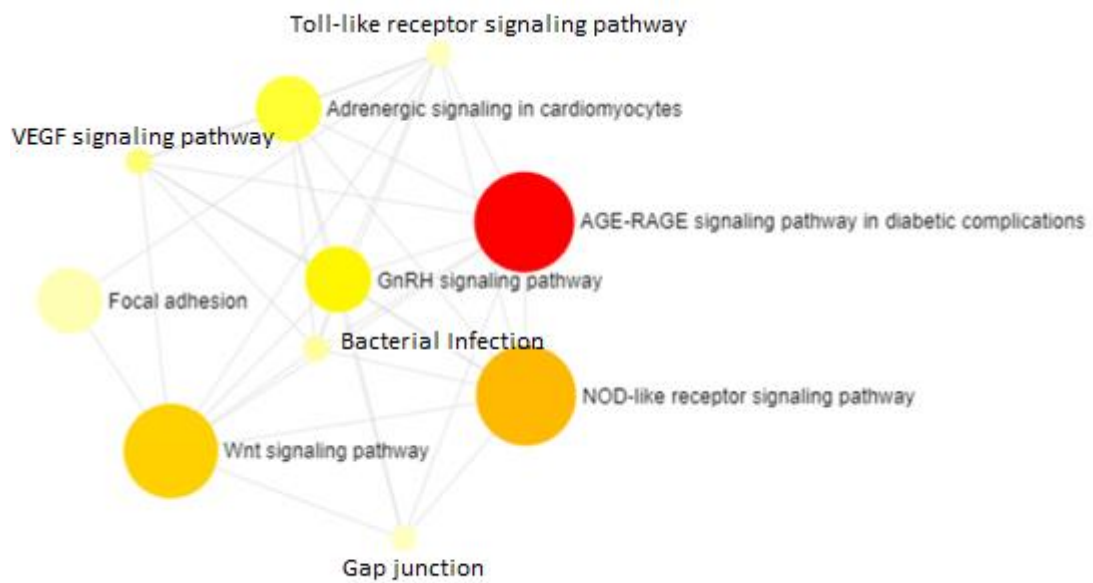 Toll-like receptor signaling pathway
Adrenergic signaling in cardiomyocytes
VEGF signaling pathway
AGE-RAGE signaling pathway in diabetic complications
GnRH signaling pathway
Focal adhesion
Bacterial Infection
NOD-like receptor signaling pathway
Wnt signaling pathway
Gap junction